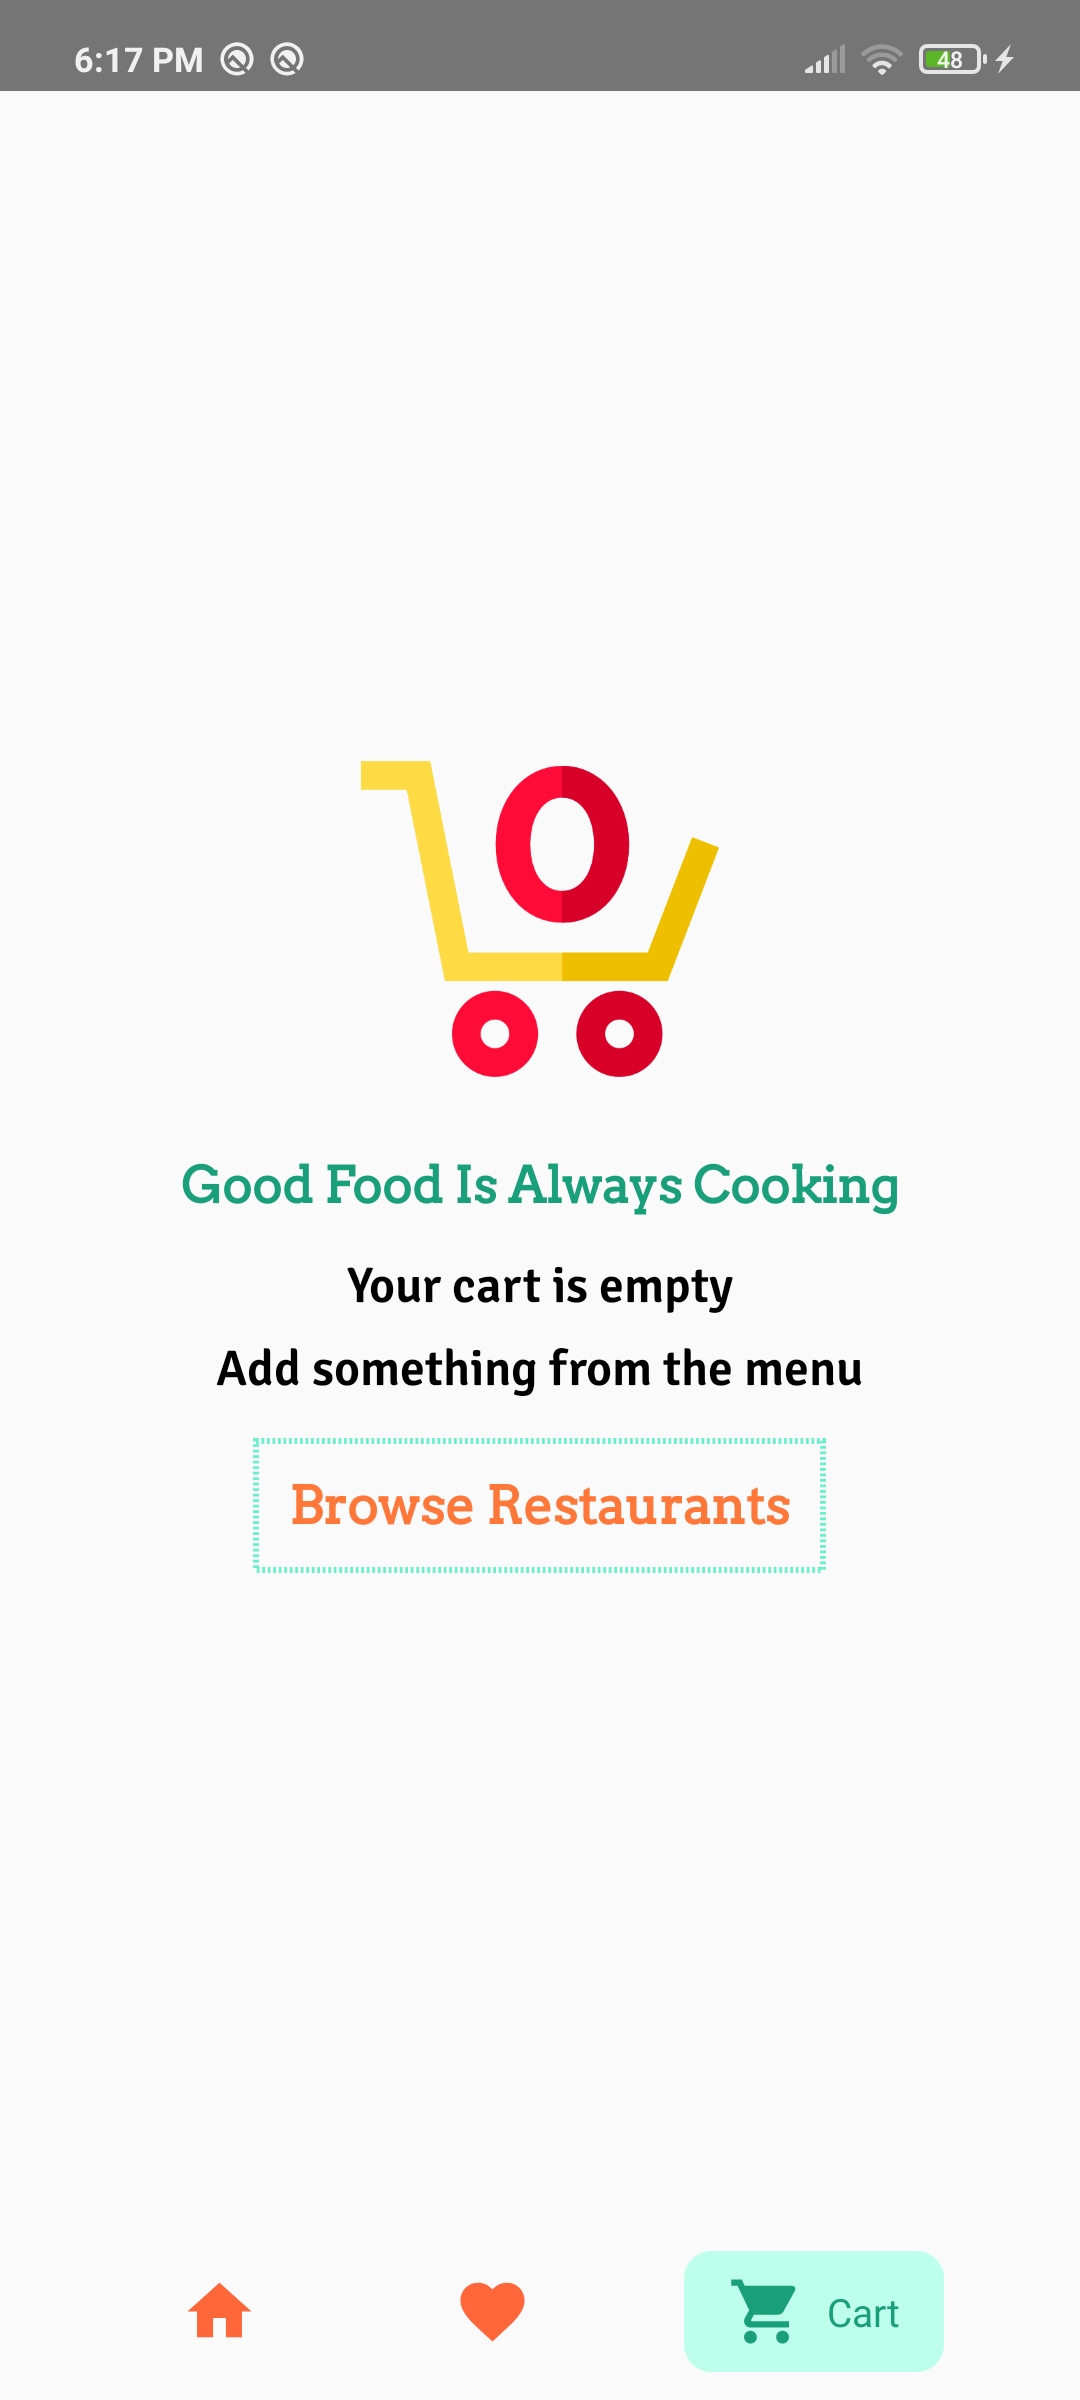 6:17 PM
48
0
Good Food Is Always Cooking
Your cart is empty
Add something from the menu
Browse Restaurants
Cart